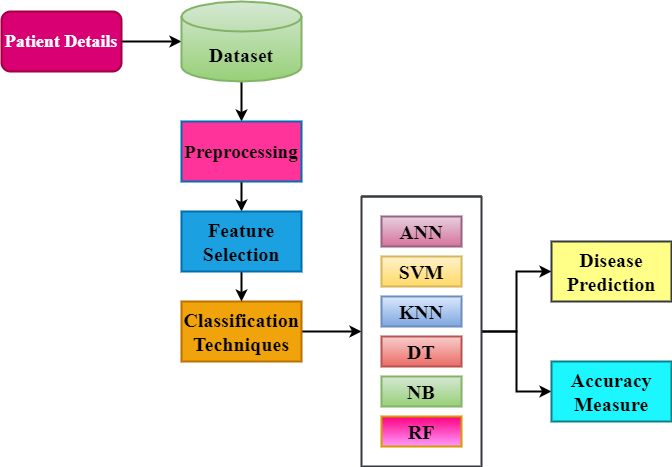 Patient Details
Dataset
Preprocessing
Feature
Selection
Classification
Techniques
ANN
SVM
KNN
DT
NB
RF
Disease
Prediction
Accuracy
Measure